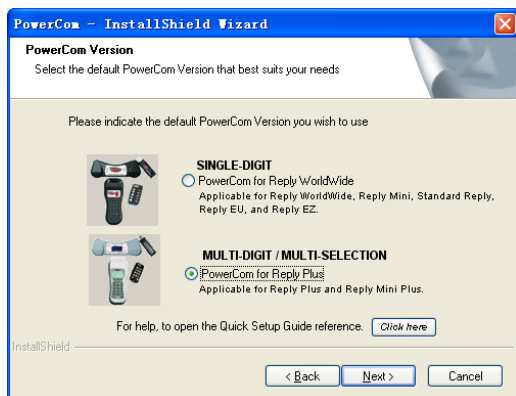 PowerCom - InstallShield Wizard
PowerCom Version
Select the default PowerCom Version that best suits your needs
Please indicate the default PowerCom Version you wish to use
SINGLE-DIGIT
PowerCom for Reply WorldWide
Applicable for Reply WorldWide, Reply Mini, Standard Reply,
Reply EU, and Reply EZ.
MULTI-DIGIT / MULTI-SELECTION
PowerCom for Reply Plus
Applicable for Reply Plus and Reply Mini Plus.
For help, to open the Quick Setup Guide reference.
Click here
InstallShield
< Back
Next >
Cancel